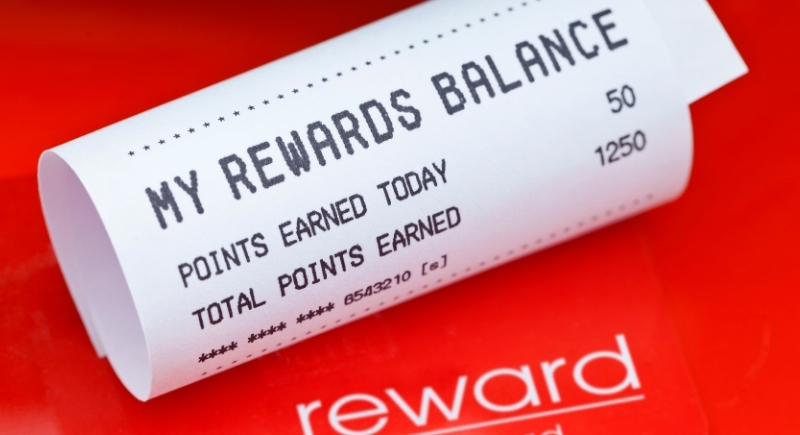 MY REWARDS BALANCE
POINTS EARNED TODAY 50
TOTAL POINTS EARNED 1250
**** **** **** 6543210 [s]
reward